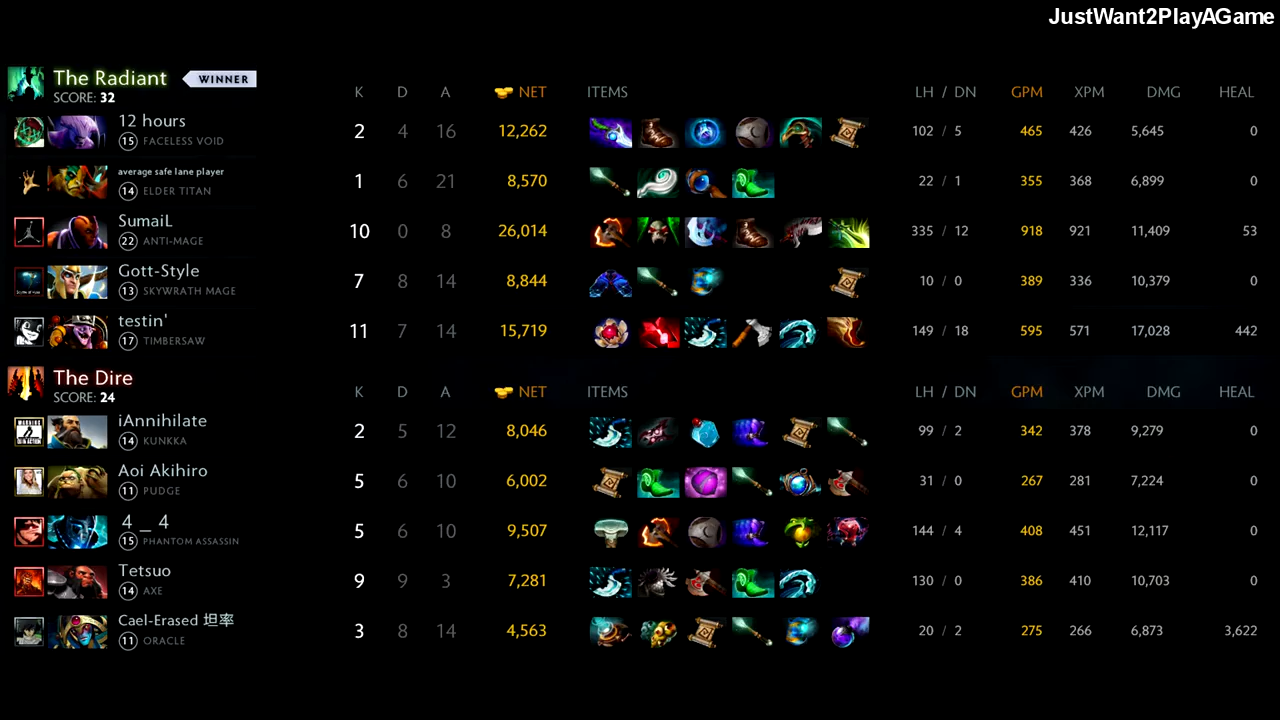 JustWant2PlayAGame
The Radiant WINNER
SCORE: 32
K D A NET ITEMS LH / DN GPM XPM DMG HEAL
12 hours
15 FACELESS VOID
2 4 16 12,262 102 / 5 465 426 5,645 0
average safe lane player
14 ELDER TITAN
1 6 21 8,570 22 / 1 355 368 6,899 0
SumaiL
22 ANTI-MAGE
10 0 8 26,014 335 / 12 918 921 11,409 53
Gott-Style
13 SKYWRATH MAGE
7 8 14 8,844 10 / 0 389 336 10,379 0
testin'
17 TIMBERSAW
11 7 14 15,719 149 / 18 595 571 17,028 442
The Dire
SCORE: 24
K D A NET ITEMS LH / DN GPM XPM DMG HEAL
iAnnihilate
14 KUNKKA
2 5 12 8,046 99 / 2 342 378 9,279 0
Aoi Akihiro
11 PUDGE
5 6 10 6,002 31 / 0 267 281 7,224 0
4 _ 4
15 PHANTOM ASSASSIN
5 6 10 9,507 144 / 4 408 451 12,117 0
Tetsuo
14 AXE
9 9 3 7,281 130 / 0 386 410 10,703 0
Cael-Erased 坦率
11 ORACLE
3 8 14 4,563 20 / 2 275 266 6,873 3,622